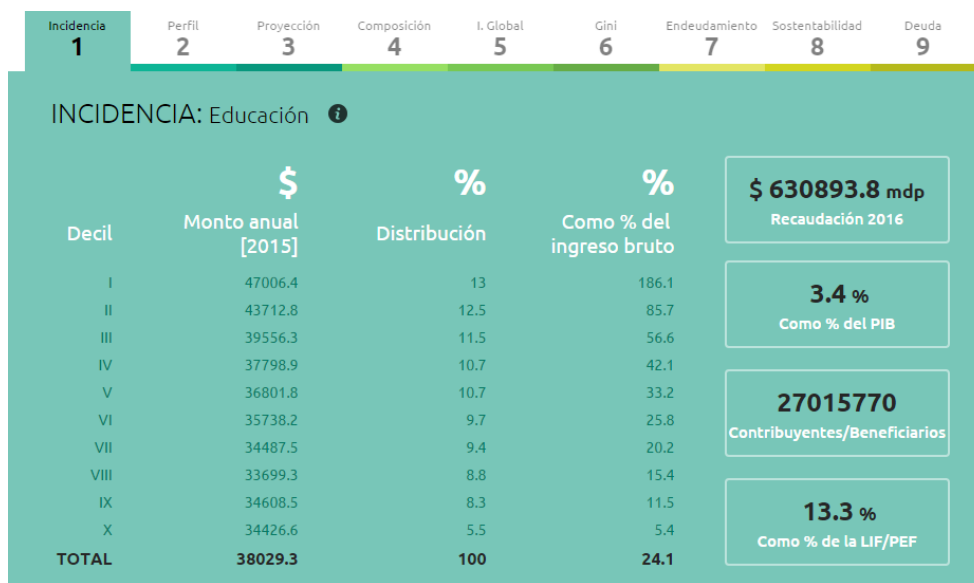 Incidencia Perfil Proyección Composición I. Global Gini Endeudamiento Sostentabilidad Deuda
1 2 3 4 5 6 7 8 9
INCIDENCIA: Educación i
$ % %
Decil Monto anual [2015] Distribución Como % del ingreso bruto
I 47006.4 13 186.1
II 43712.8 12.5 85.7
III 39556.3 11.5 56.6
IV 37798.9 10.7 42.1
V 36801.8 10.7 33.2
VI 35738.2 9.7 25.8
VII 34487.5 9.4 20.2
VIII 33699.3 8.8 15.4
IX 34608.5 8.3 11.5
X 34426.6 5.5 5.4
TOTAL 38029.3 100 24.1
$ 630893.8 mdp
Recaudación 2016
3.4 %
Como % del PIB
27015770
Contribuyentes/Beneficiarios
13.3 %
Como % de la LIF/PEF